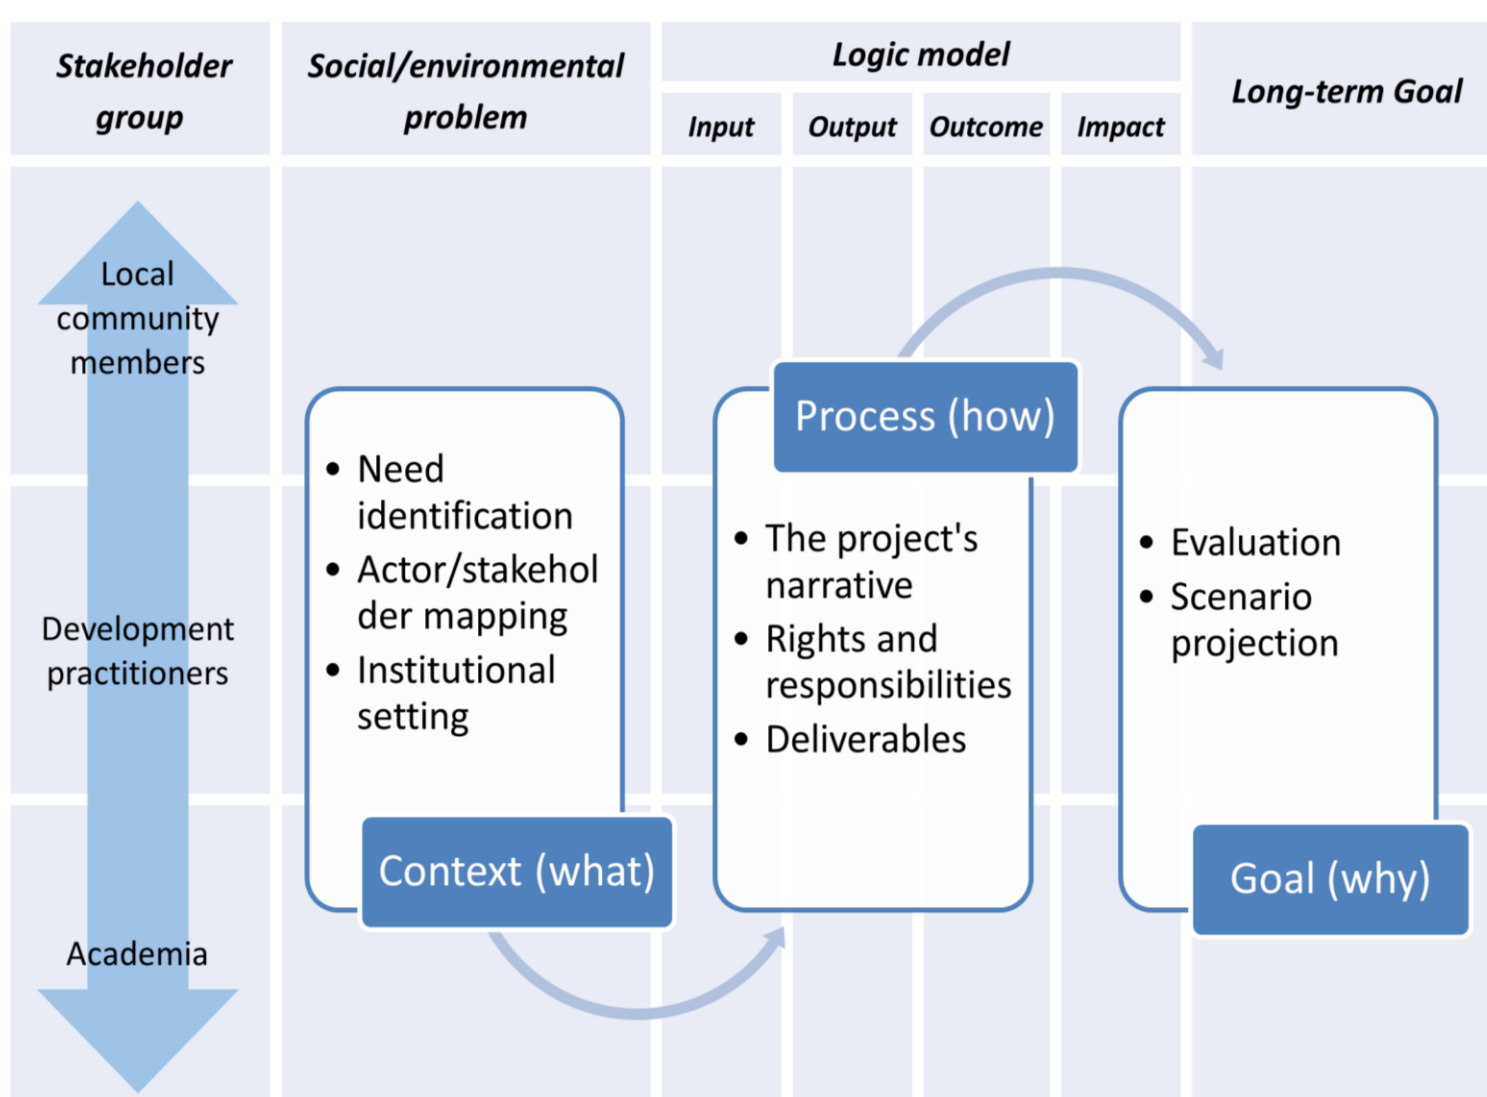 Stakeholder
group
Social/environmental
problem
Logic model
Input
Output
Outcome
Impact
Long-term Goal
Local
community
members
Development
practitioners
Academia
• Need
identification
• Actor/stakehol
der mapping
• Institutional
setting
Context (what)
Process (how)
• The project's
narrative
• Rights and
responsibilities
• Deliverables
• Evaluation
• Scenario
projection
Goal (why)